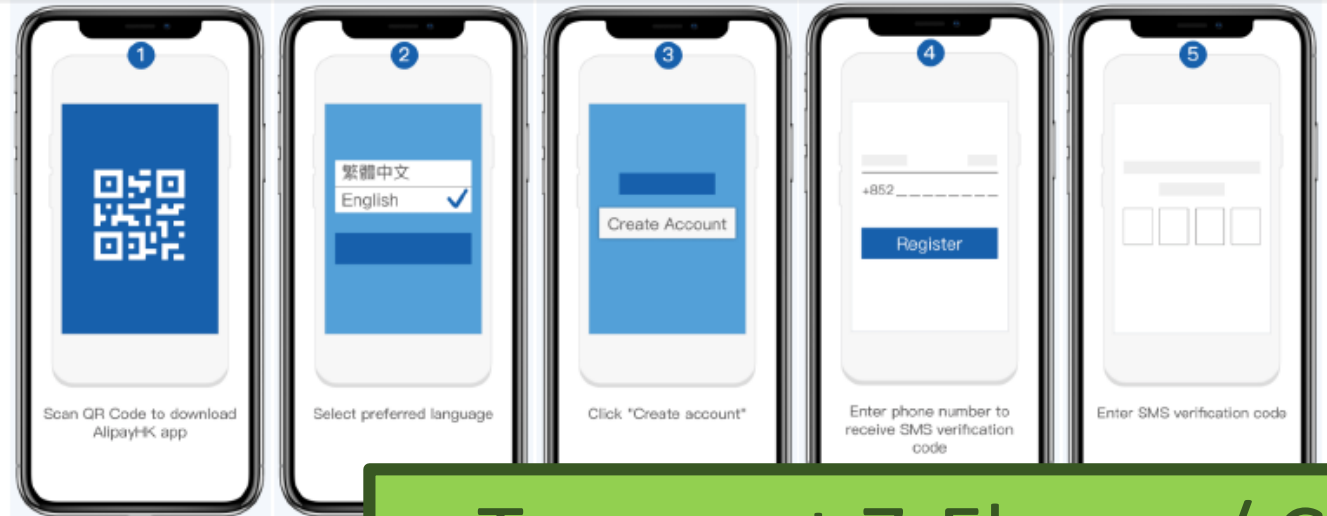 1
Scan QR Code to download
AlipayHK app
2
繁體中文
English
Select preferred language
3
Create Account
Click "Create account"
4
+852_ _ _ _ _ _ _ _
Register
Enter phone number to
receive SMS verification
code
5
Enter SMS verification code